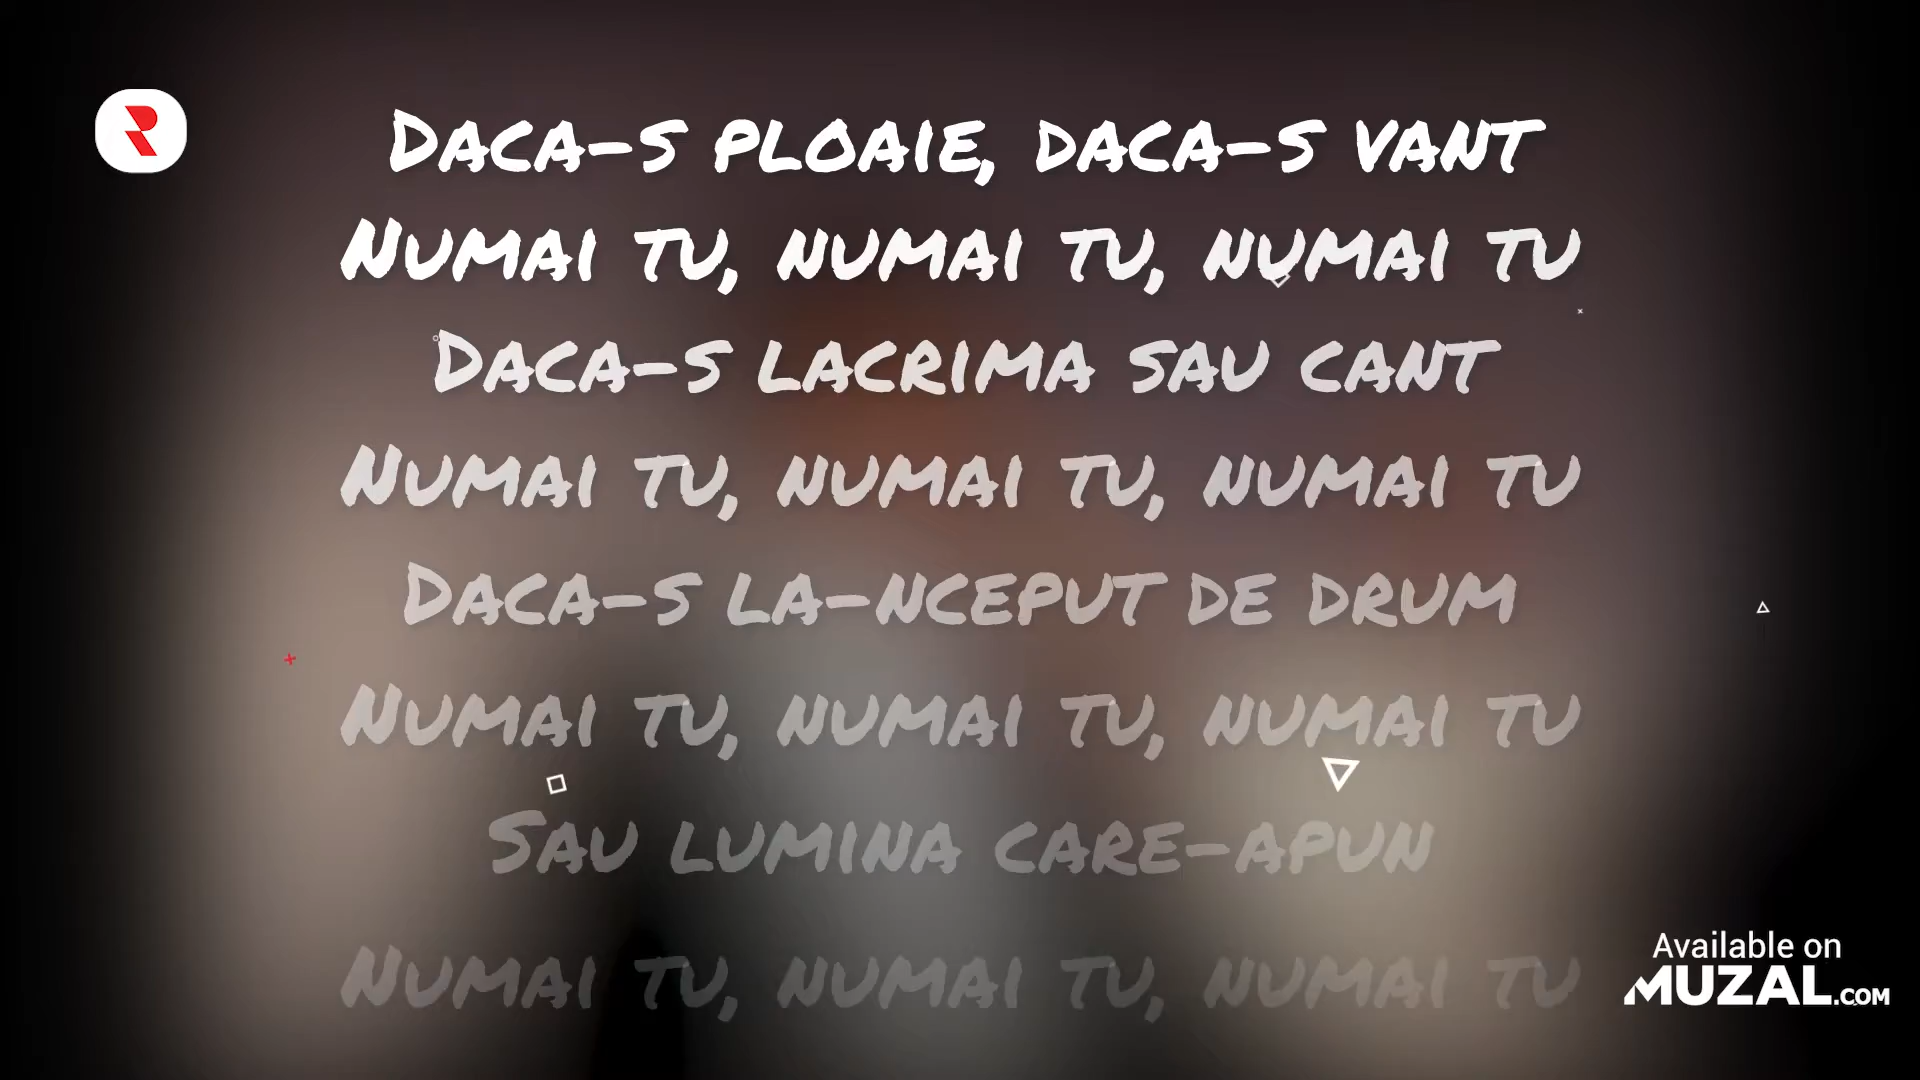 Daca-s ploaie, daca-s vant
Numai tu, numai tu, numai tu
Daca-s lacrima sau cant
Numai tu, numai tu, numai tu
Daca-s la-nceput de drum
Numai tu, numai tu, numai tu
Sau lumina care-apun
Numai tu, numai tu, numai tu
Available on
MUZAL.COM